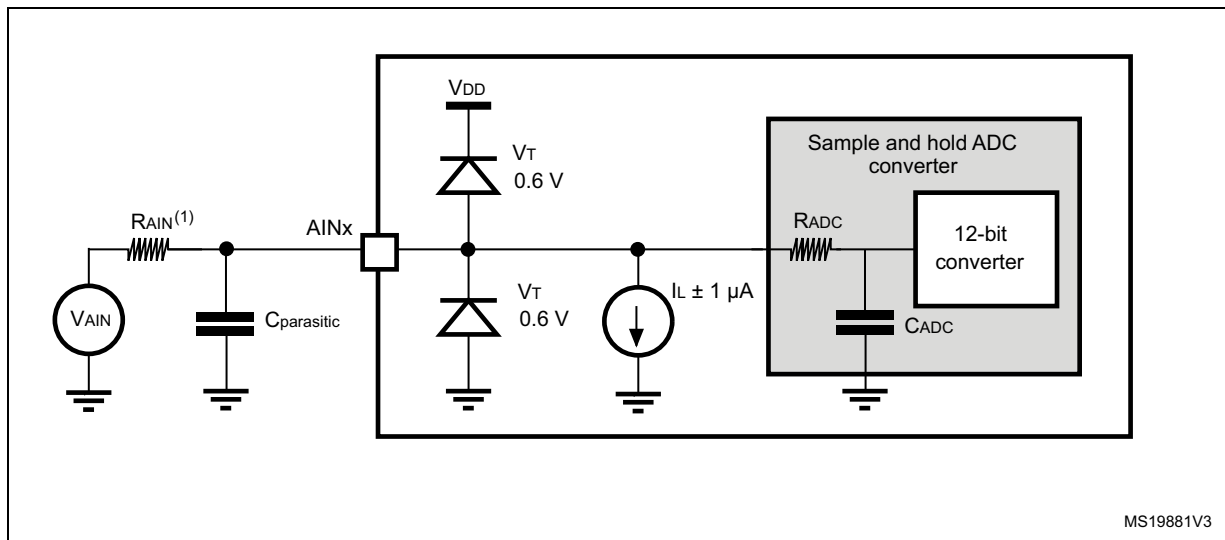 VDD
Sample and hold ADC
converter
VT
0.6 V
RAIN(1)
AINx
RADC
12-bit
converter
VT
0.6 V
IL ± 1 µA
VAIN
Cparasitic
CADC
MS19881V3